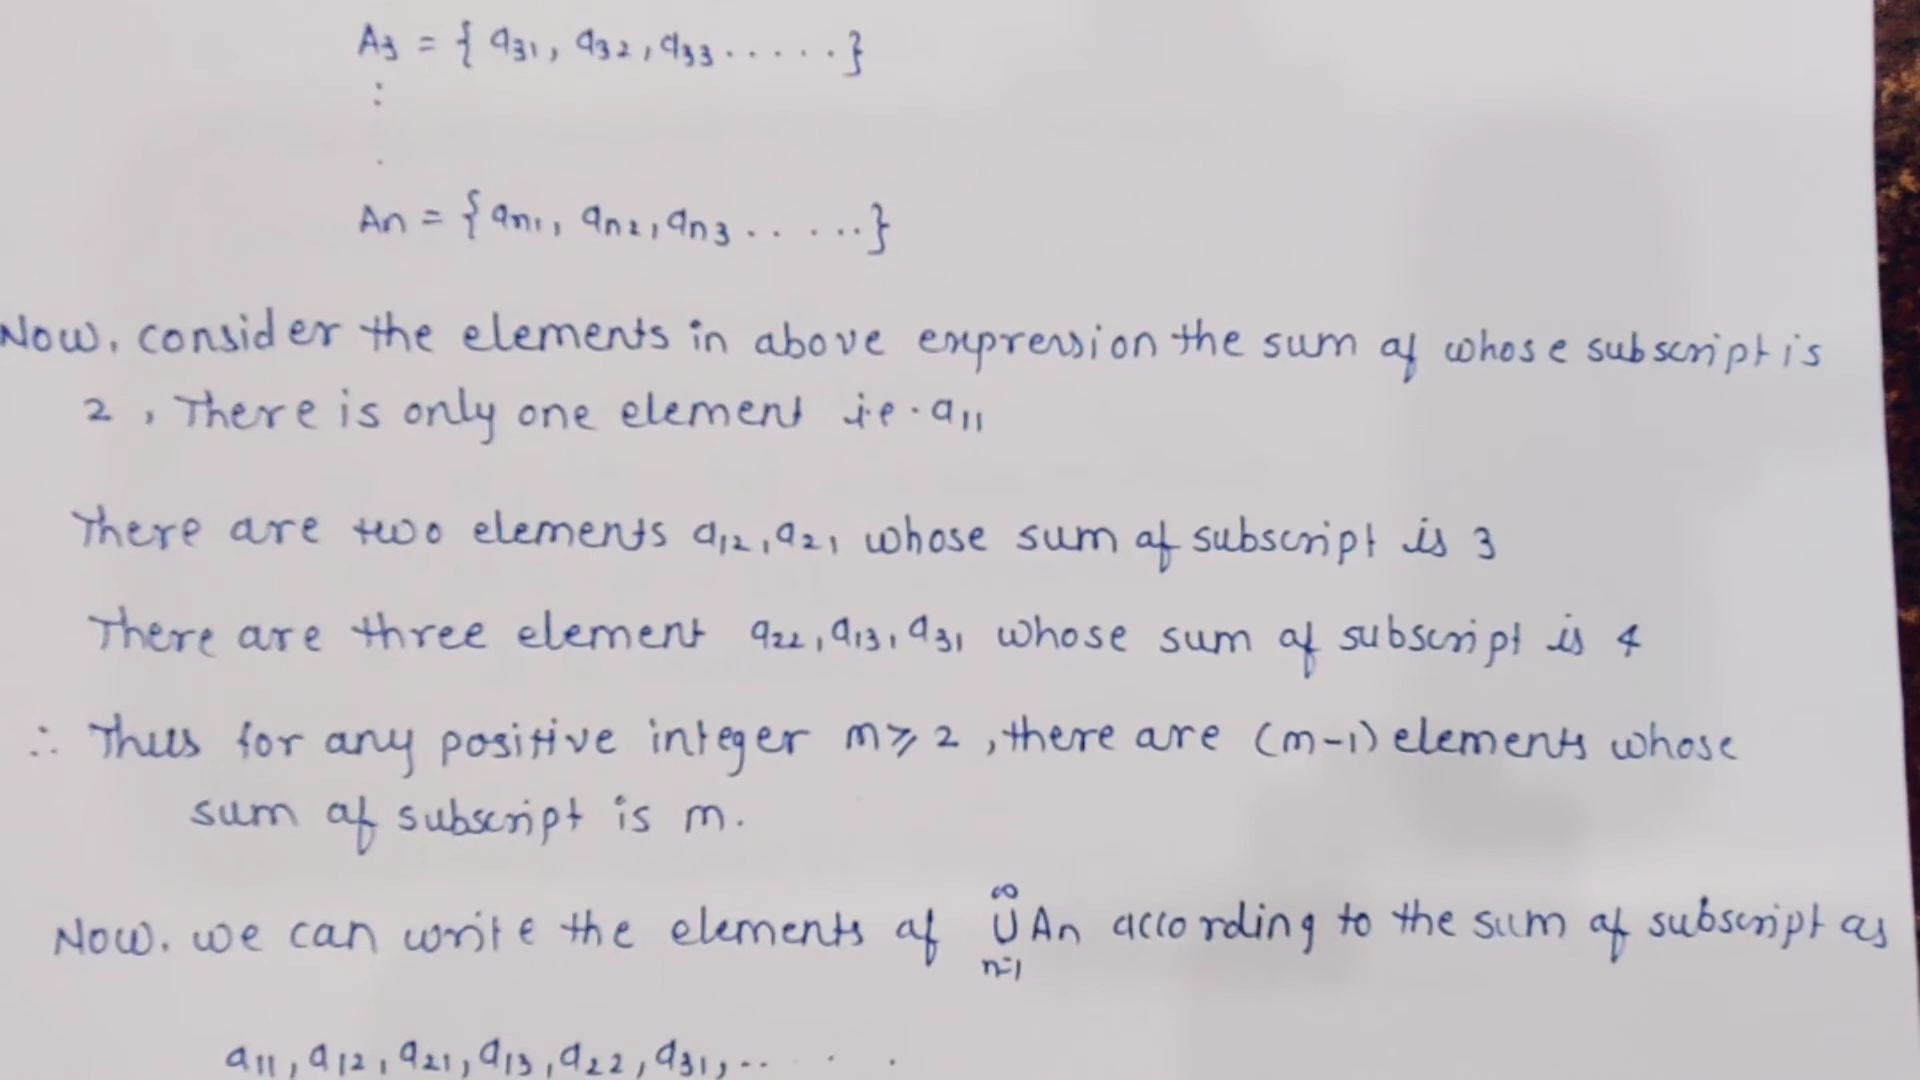 A₃ = { a₃₁, a₃₂, a₃₃ . . . . . . }
:
.
An = { aₙ₁, aₙ₂, aₙ₃ . . . . . . }
Now, consider the elements in above expression the sum of whose subscript is
2, There is only one element i.e. a₁₁
There are two elements a₁₂, a₂₁ whose sum of subscript is 3
There are three element a₂₂, a₁₃, a₃₁ whose sum of subscript is 4
∴ Thus for any positive integer m ⩾ 2, there are (m-1) elements whose
sum of subscript is m.
Now. we can write the elements of ∞ ∪ n=1 An according to the sum of subscript as
a₁₁, a₁₂, a₂₁, a₁₃, a₂₂, a₃₁, .. . .